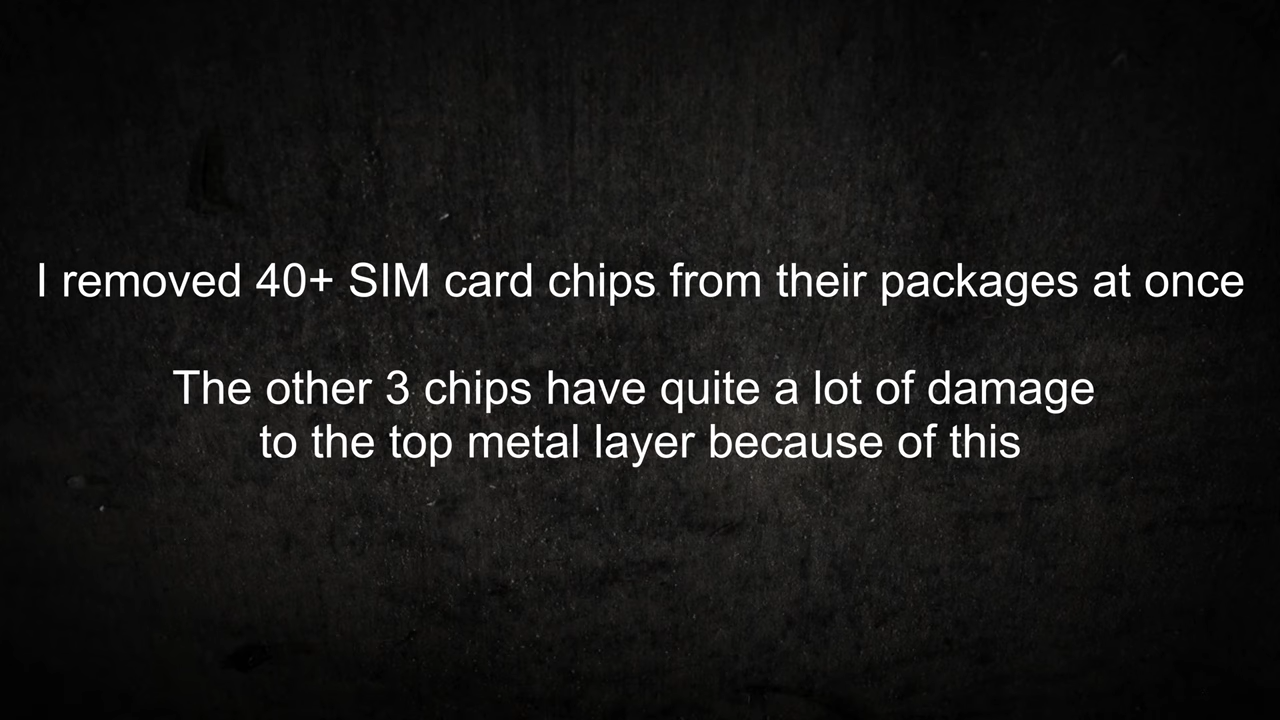 I removed 40+ SIM card chips from their packages at once
The other 3 chips have quite a lot of damage
to the top metal layer because of this